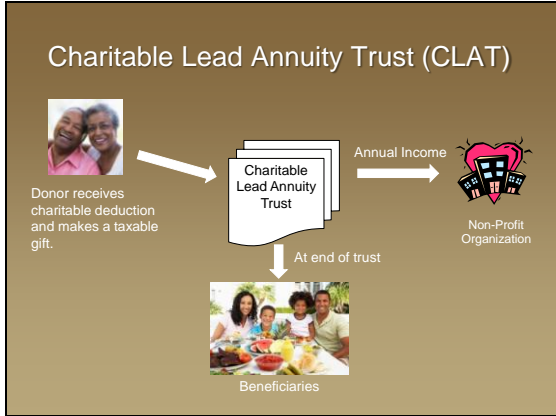 Charitable Lead Annuity Trust (CLAT)
Donor receives
charitable deduction
and makes a taxable
gift.
Charitable
Lead Annuity
Trust
Annual Income
Non-Profit
Organization
At end of trust
Beneficiaries